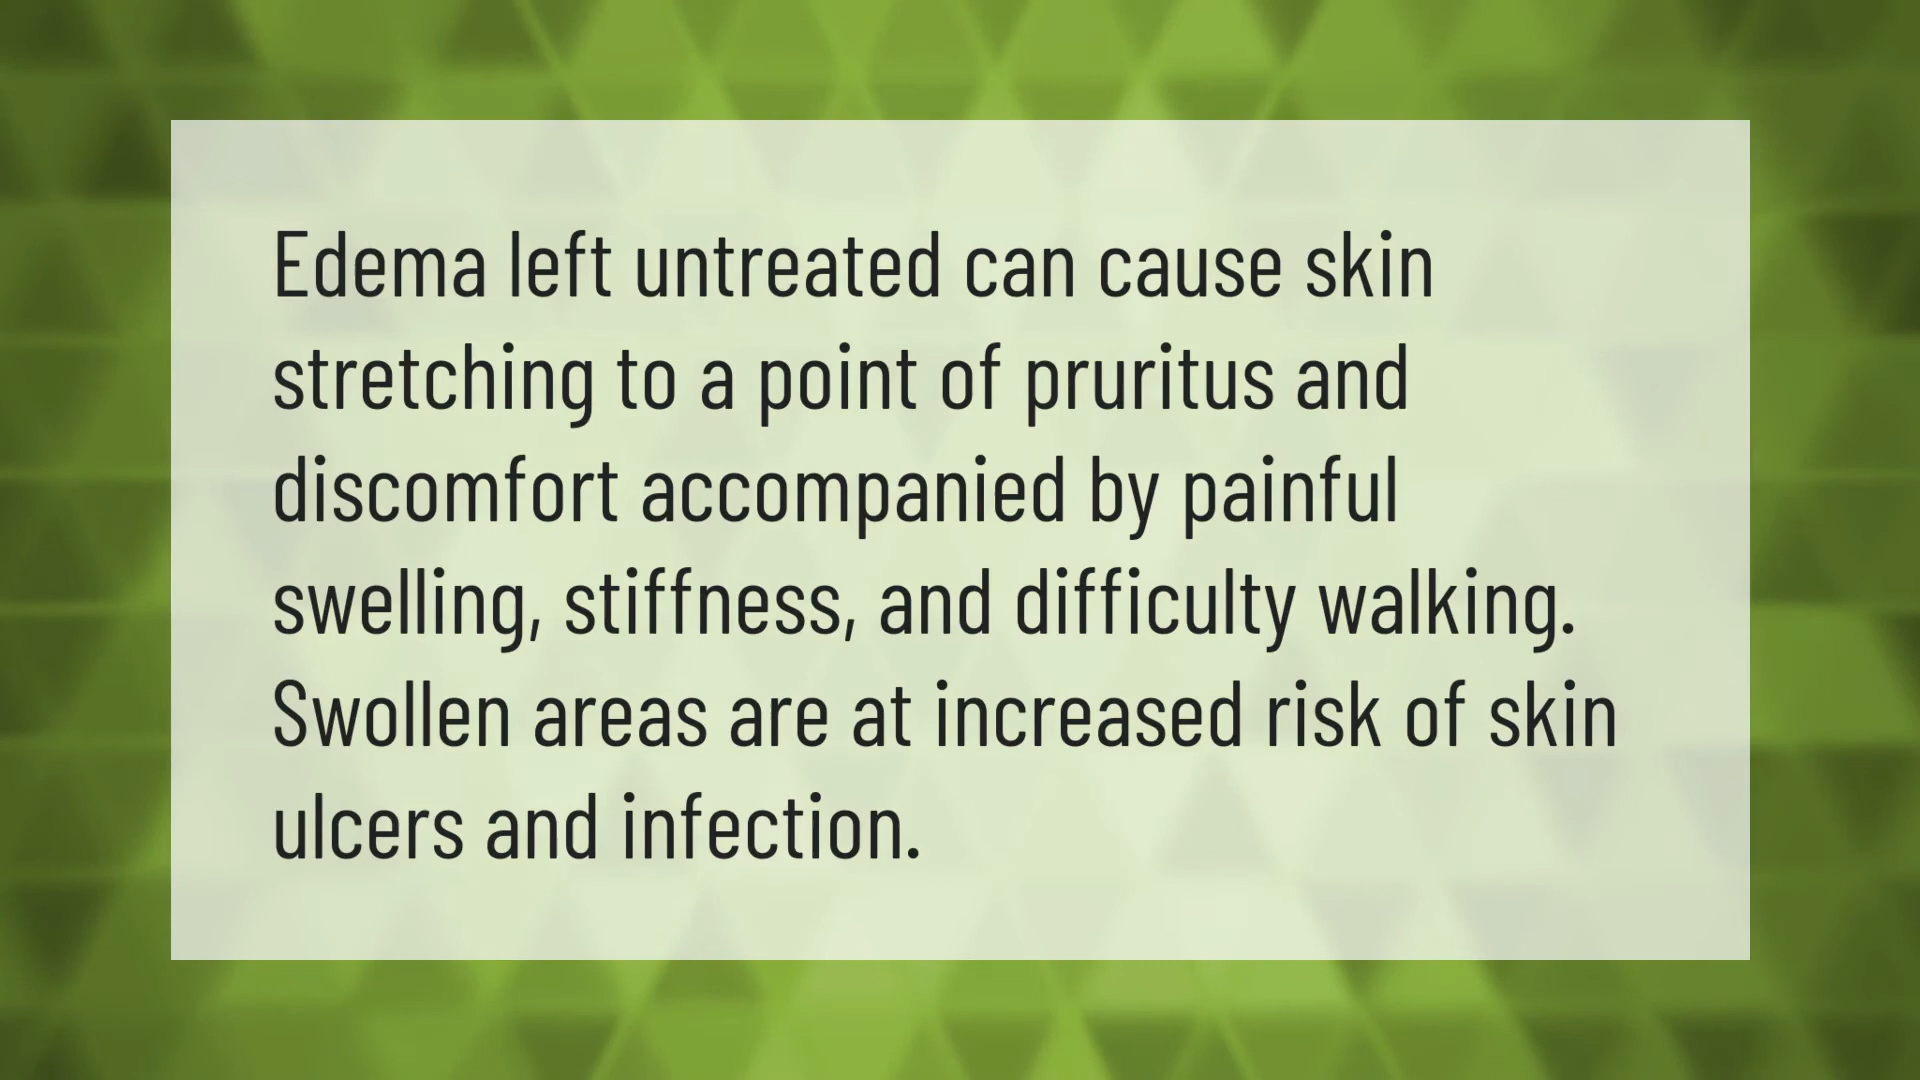 Edema left untreated can cause skin
stretching to a point of pruritus and
discomfort accompanied by painful
swelling, stiffness, and difficulty walking.
Swollen areas are at increased risk of skin
ulcers and infection.